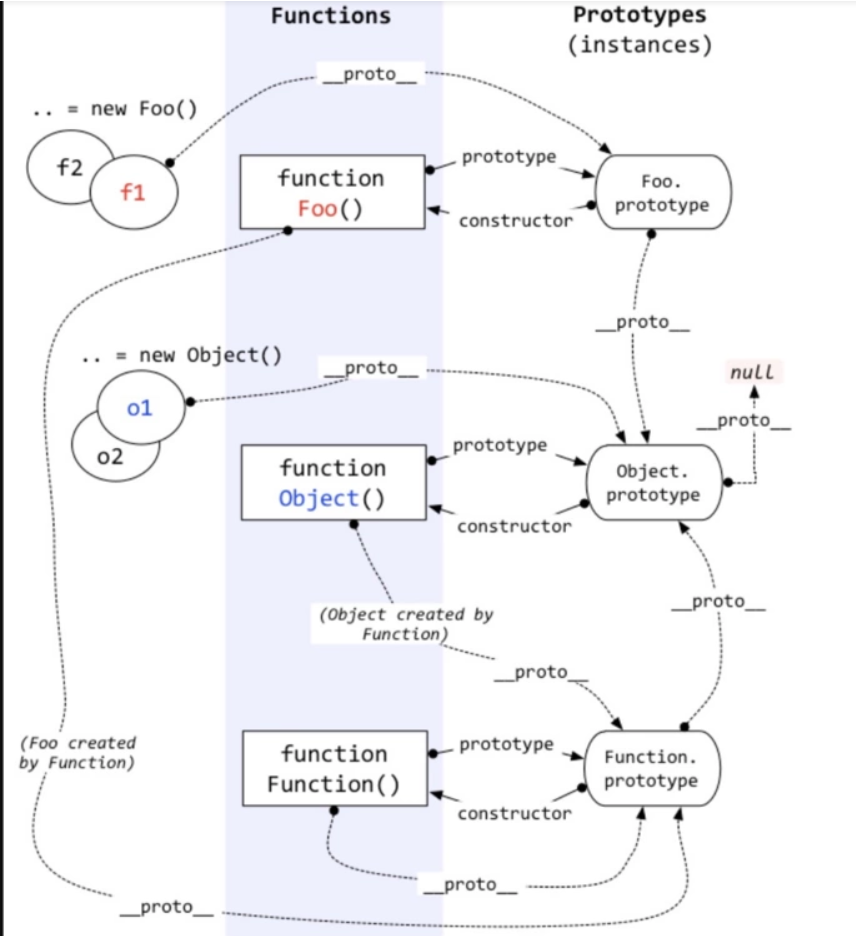 Functions
Prototypes
(instances)
__proto__
.. = new Foo()
f2
f1
function
Foo()
prototype
constructor
Foo.
prototype
__proto__
.. = new Object()
__proto__
null
__proto__
o1
o2
function
Object()
prototype
constructor
Object.
prototype
(Object created by
Function)
__proto__
__proto__
(Foo created
by Function)
function
Function()
prototype
constructor
Function.
prototype
__proto__
__proto__